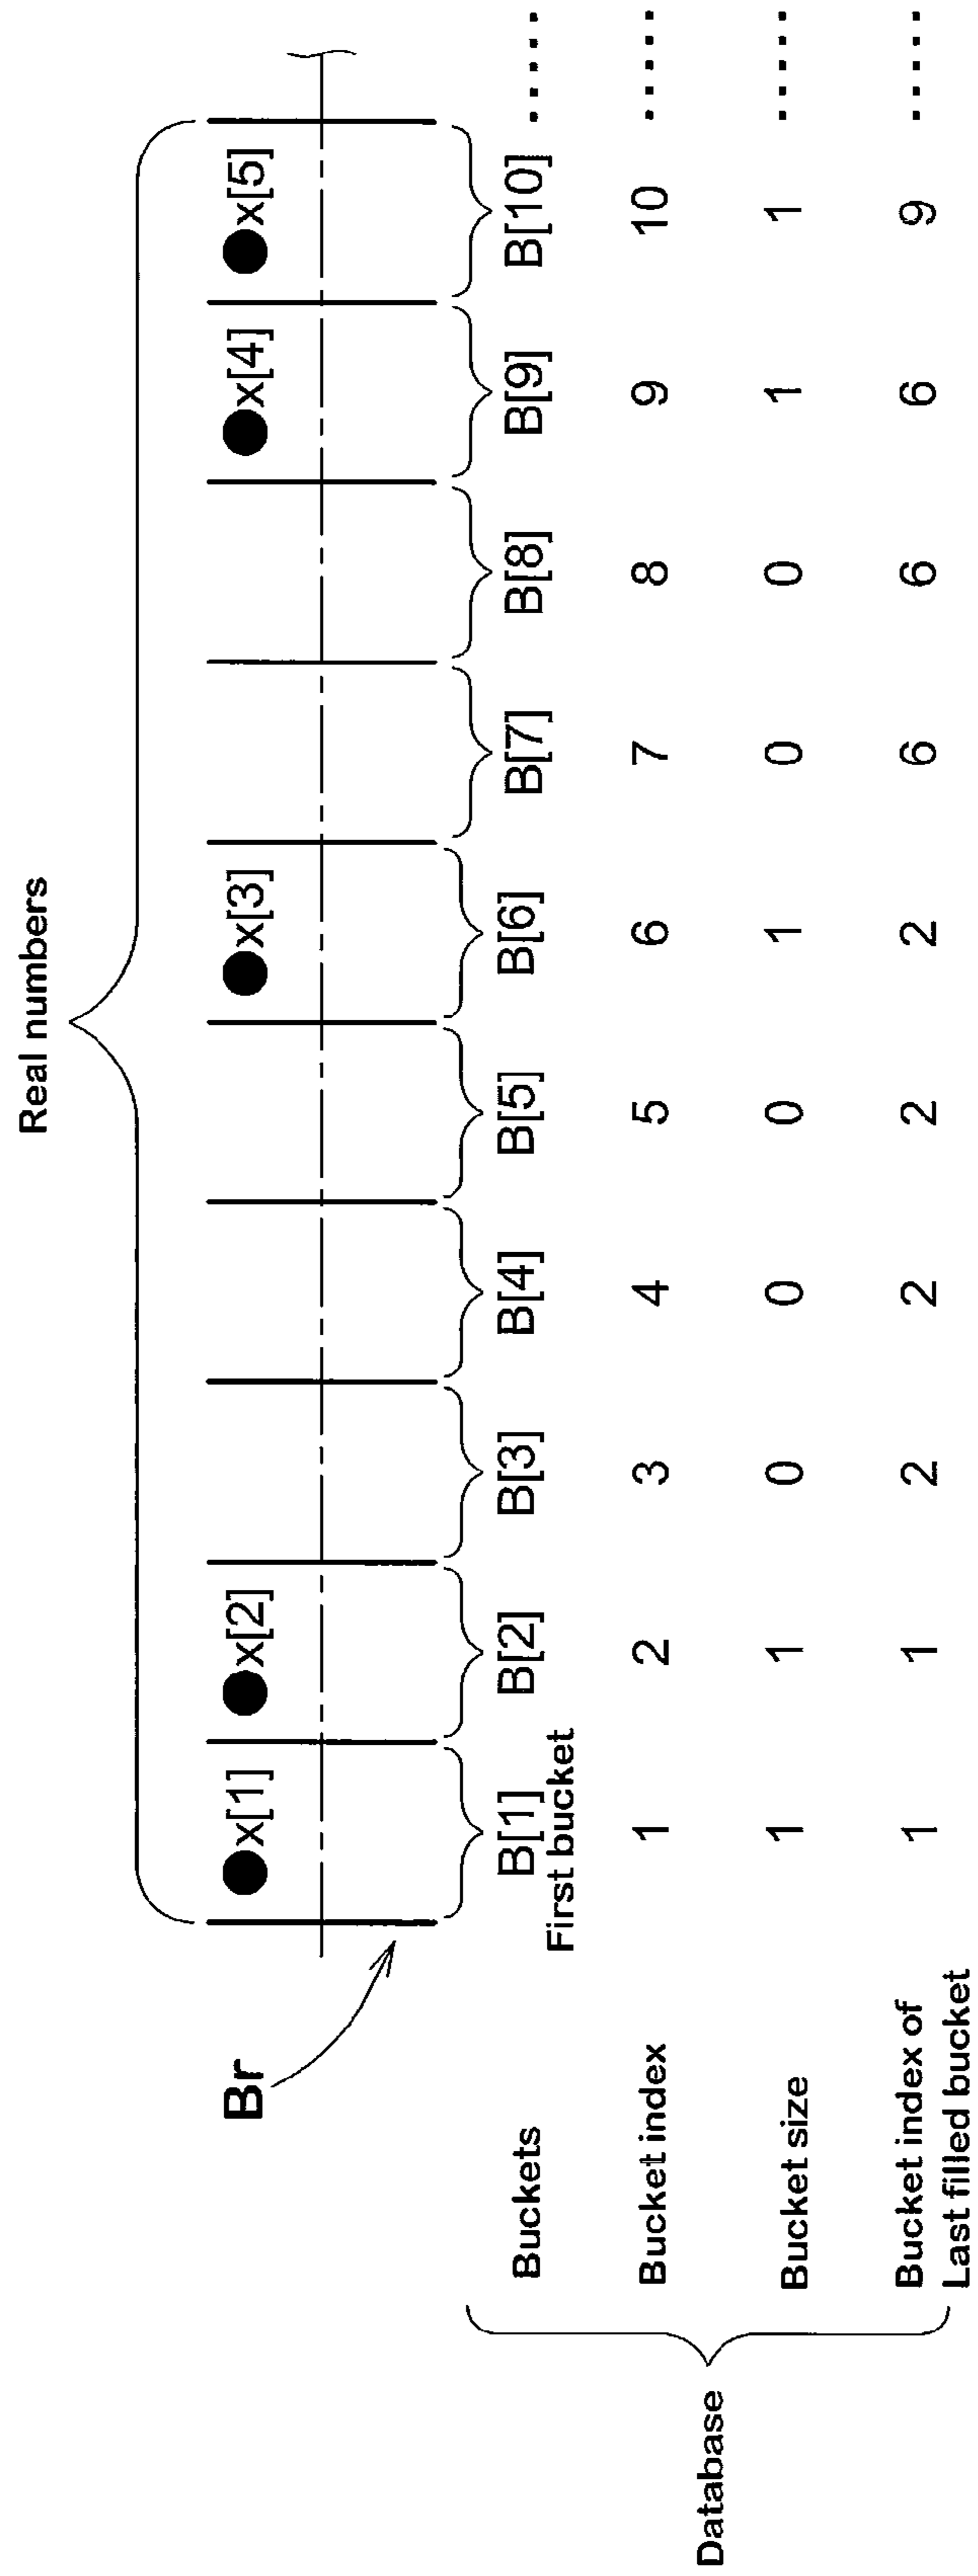 Real numbers
x[1] x[2] x[3] x[4] x[5]
Br
Buckets B[1] B[2] B[3] B[4] B[5] B[6] B[7] B[8] B[9] B[10] .....
First bucket
Bucket index 1 2 3 4 5 6 7 8 9 10 .....
Bucket size 1 1 0 0 0 1 0 0 1 1 .....
Bucket index of
Last filled bucket 1 1 2 2 2 2 6 6 6 9 .....
Database